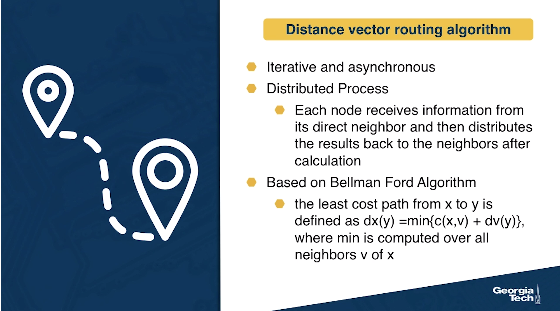 Distance vector routing algorithm
Iterative and asynchronous
Distributed Process
Each node receives information from
its direct neighbor and then distributes
the results back to the neighbors after
calculation
Based on Bellman Ford Algorithm
the least cost path from x to y is
defined as dx(y) =min{c(x,v) + dv(y)},
where min is computed over all
neighbors v of x
Georgia
Tech